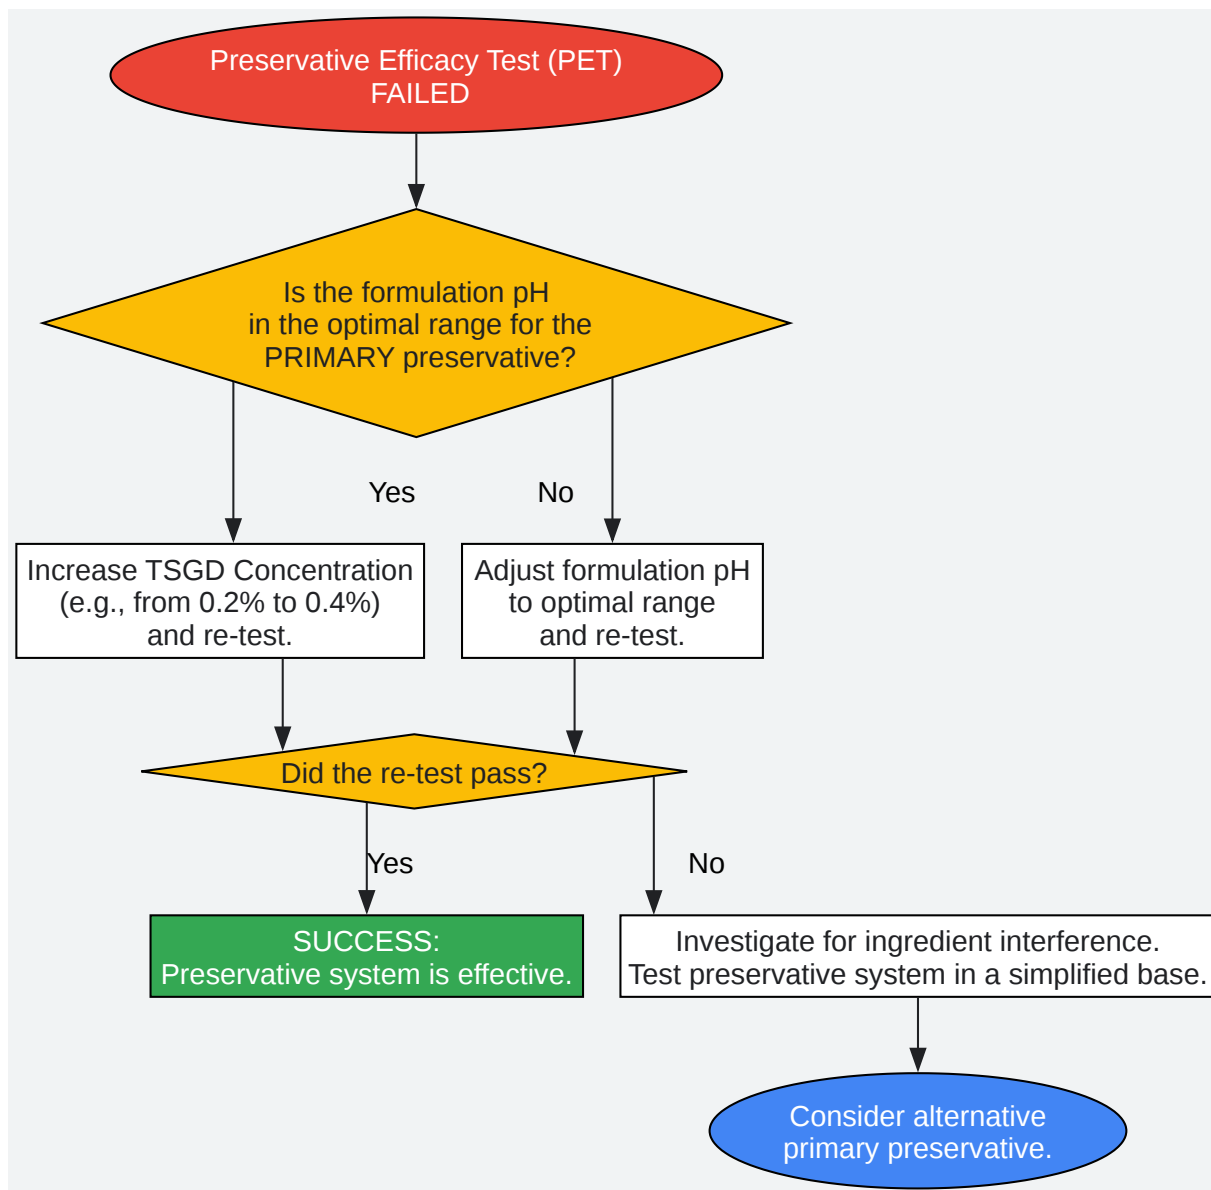 Preservative Efficacy Test (PET)
FAILED
Is the formulation pH
in the optimal range for the
PRIMARY preservative?
Yes
No
Increase TSGD Concentration
(e.g., from 0.2% to 0.4%)
and re-test.
Adjust formulation pH
to optimal range
and re-test.
Did the re-test pass?
Yes
No
SUCCESS:
Preservative system is effective.
Investigate for ingredient interference.
Test preservative system in a simplified base.
Consider alternative
primary preservative.